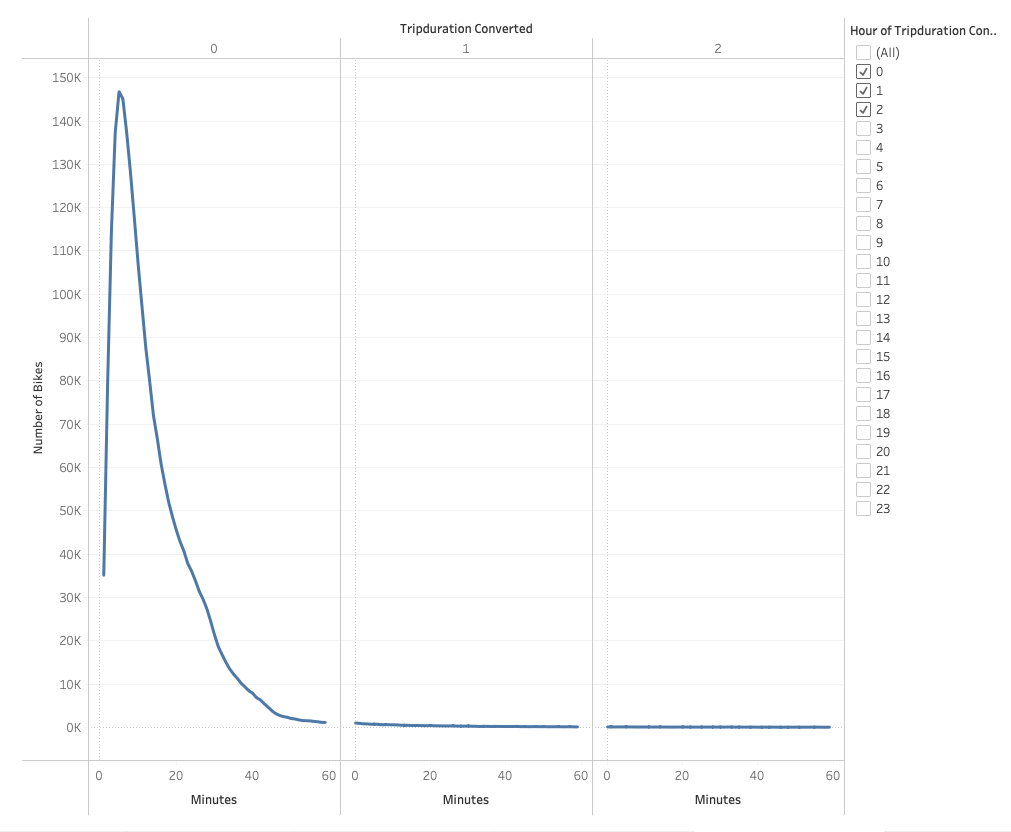 Tripduration Converted
0 1 2
150K
140K
130K
120K
110K
100K
90K
80K
70K
60K
50K
40K
30K
20K
10K
0K
Number of Bikes
0 20 40 60 0 20 40 60 0 20 40 60
Minutes Minutes Minutes
Hour of Tripduration Con..
(All)
0
1
2
3
4
5
6
7
8
9
10
11
12
13
14
15
16
17
18
19
20
21
22
23